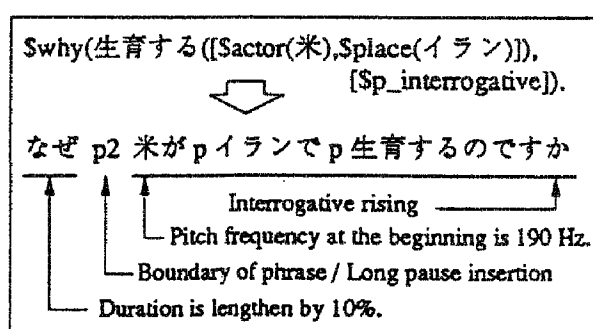 $why(生育する([$actor(米),$place(イラン)]),
[$p_interrogative]).
なぜ p2 米が p イランで p 生育するのですか
Interrogative rising
Pitch frequency at the beginning is 190 Hz.
Boundary of phrase / Long pause insertion
Duration is lengthen by 10%.